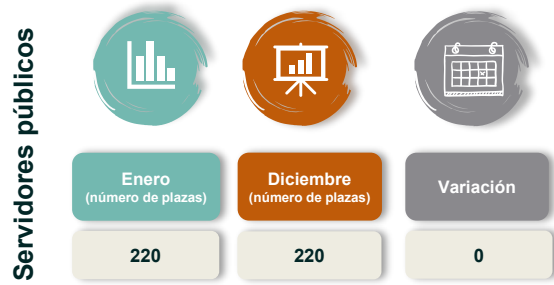 Servidores públicos
Enero
(número de plazas)
Diciembre
(número de plazas)
Variación
220
220
0